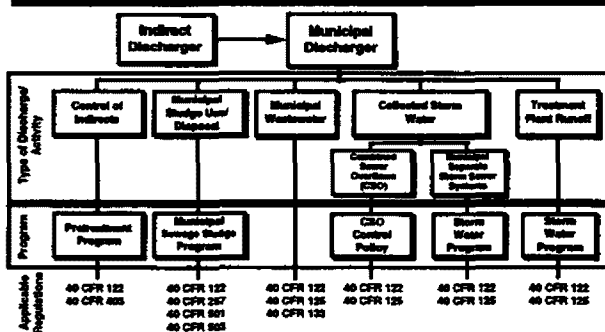 Indirect
Discharger
Municipal
Discharger
Type of Discharge/
Activity
Control of
Indirects
Municipal
Sludge Use/
Disposal
Municipal
Wastewater
Collected Storm
Water
Treatment
Plant Runoff
Combined
Sewer
Overflows
(CSO)
Municipal
Separate
Storm Sewer
Systems
Program
Pretreatment
Program
Municipal
Sewage Sludge
Program
CSO
Control
Policy
Storm
Water
Program
Storm
Water Program
Applicable
Regulations
40 CFR 122
40 CFR 403
40 CFR 122
40 CFR 257
40 CFR 501
40 CFR 503
40 CFR 122
40 CFR 125
40 CFR 133
40 CFR 122
40 CFR 125
40 CFR 122
40 CFR 125
40 CFR 122
40 CFR 125